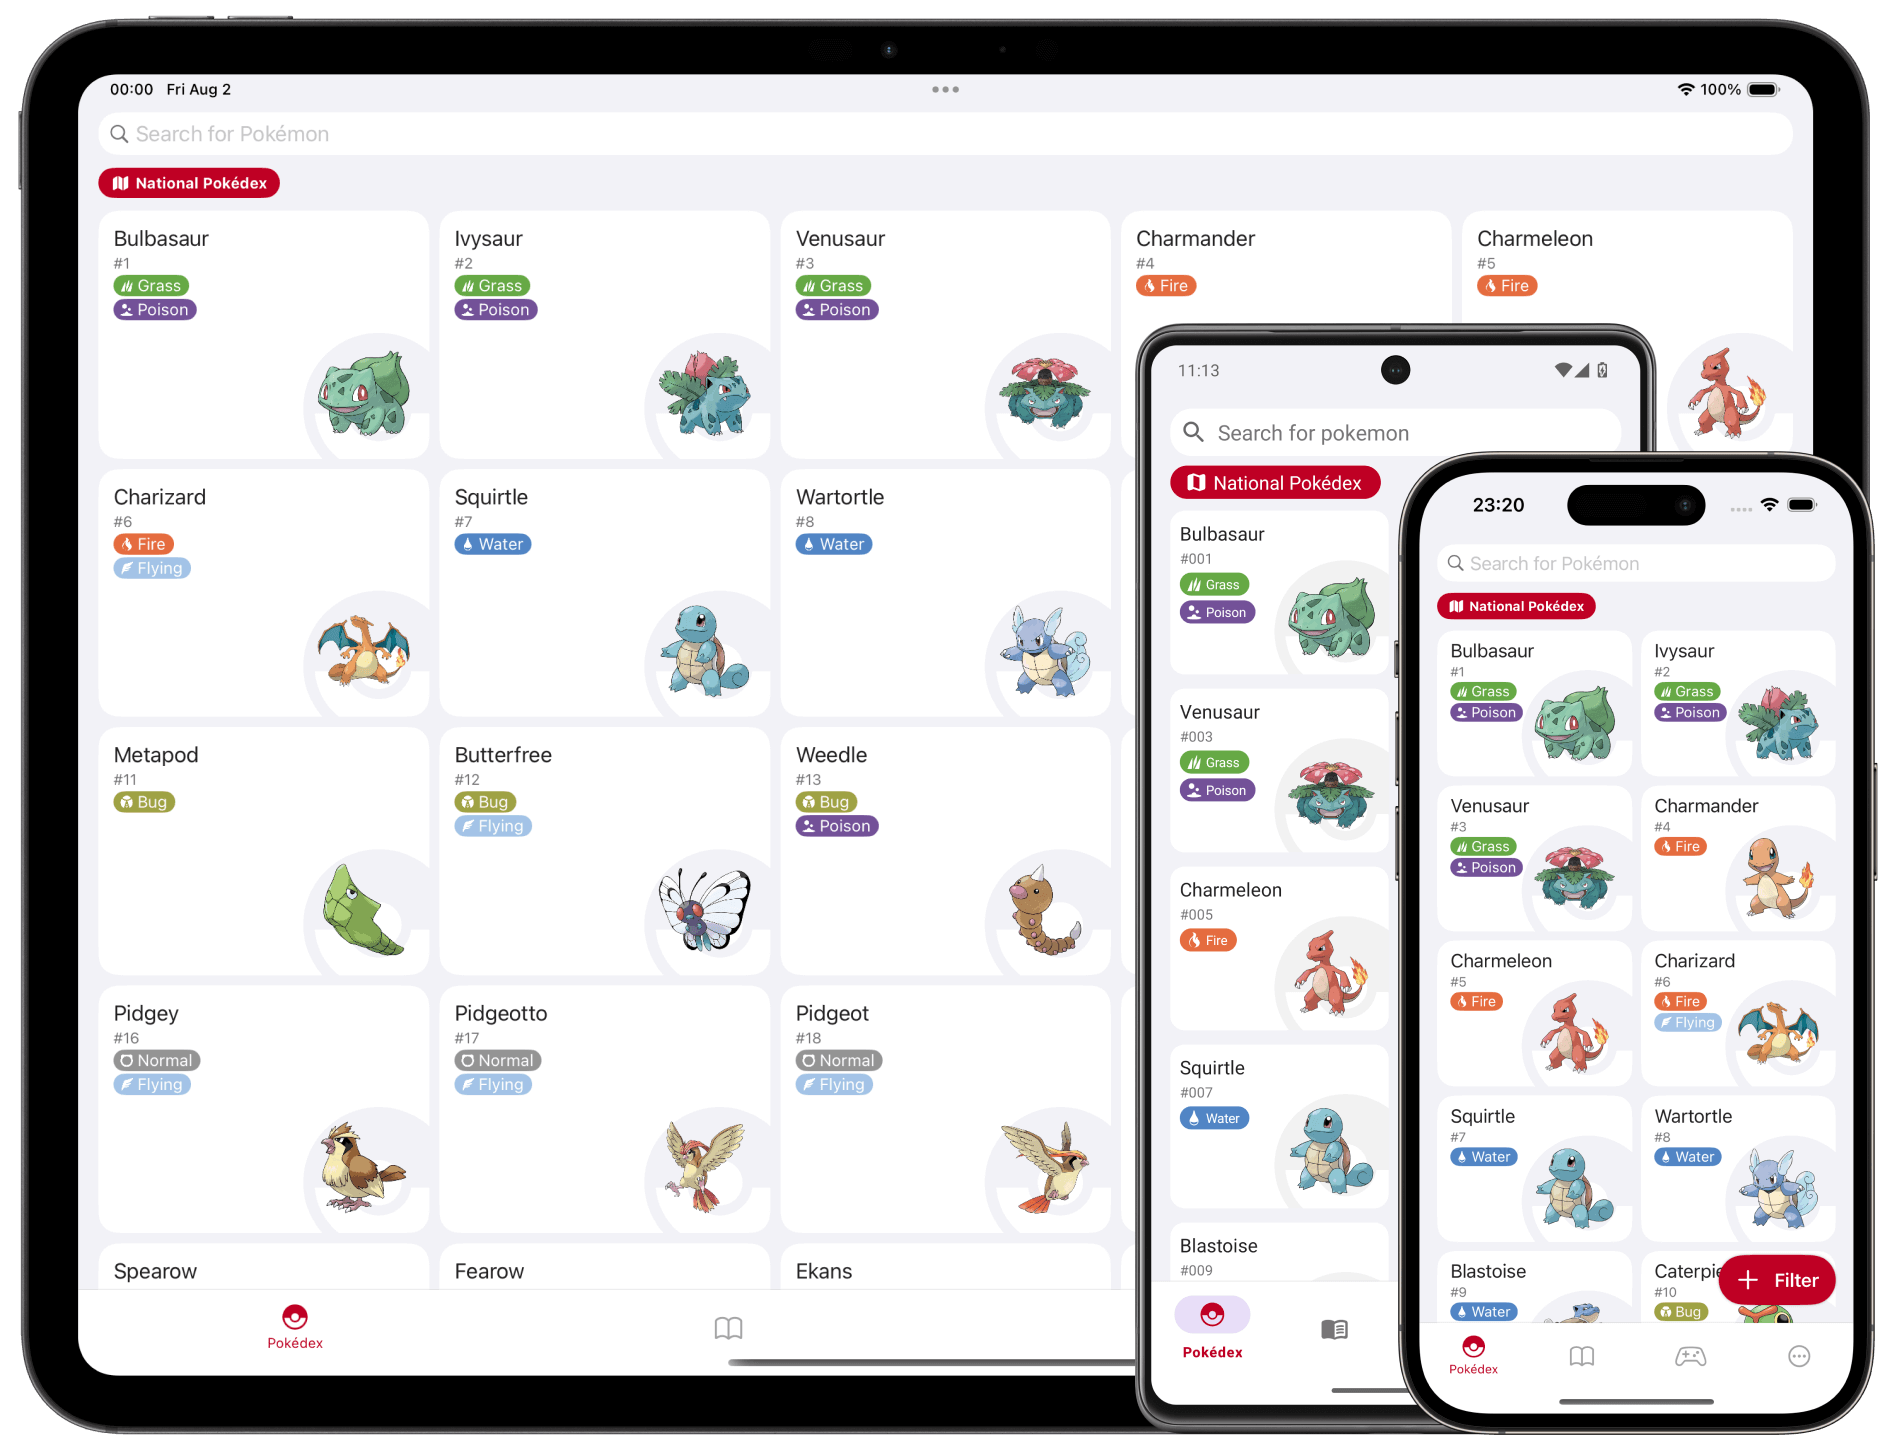 00:00 Fri Aug 2
100%
Search for Pokémon
National Pokédex
Bulbasaur
#1
Grass
Poison
Ivysaur
#2
Grass
Poison
Venusaur
#3
Grass
Poison
Charmander
#4
Fire
Charmeleon
#5
Fire
Charizard
#6
Fire
Flying
Squirtle
#7
Water
Wartortle
#8
Water
Metapod
#11
Bug
Butterfree
#12
Bug
Flying
Weedle
#13
Bug
Poison
Pidgey
#16
Normal
Flying
Pidgeotto
#17
Normal
Flying
Pidgeot
#18
Normal
Flying
Spearow
Fearow
Ekans
Pokédex
11:13
Search for pokemon
National Pokédex
Bulbasaur
#001
Grass
Poison
Venusaur
#003
Grass
Poison
Charmeleon
#005
Fire
Squirtle
#007
Water
Blastoise
#009
Pokédex
23:20
Search for Pokémon
National Pokédex
Bulbasaur
#1
Grass
Poison
Ivysaur
#2
Grass
Poison
Venusaur
#3
Grass
Poison
Charmander
#4
Fire
Charmeleon
#5
Fire
Charizard
#6
Fire
Flying
Squirtle
#7
Water
Wartortle
#8
Water
Blastoise
#9
Water
Caterpie
#10
Bug
Filter
Pokédex